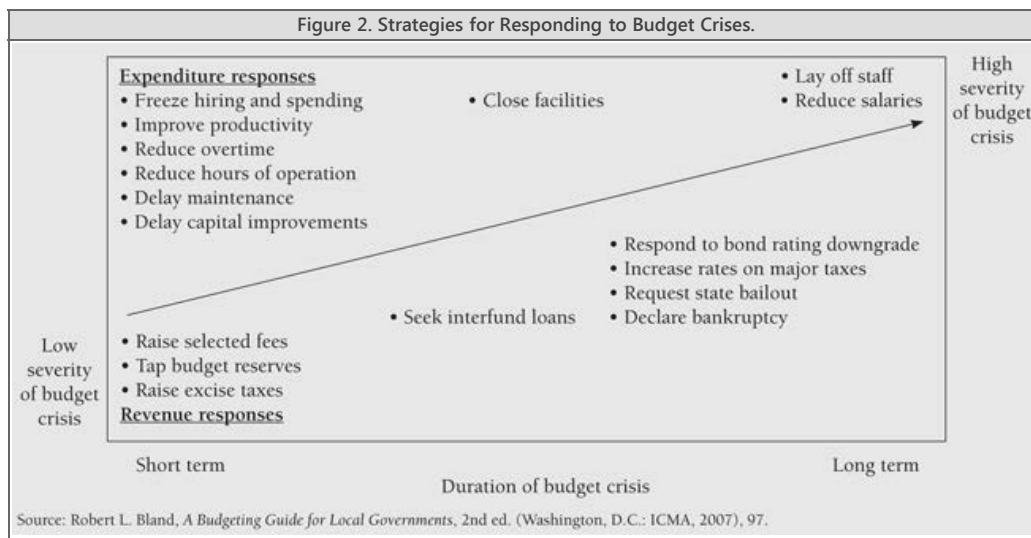 Figure 2. Strategies for Responding to Budget Crises.
Expenditure responses
• Freeze hiring and spending
• Improve productivity
• Reduce overtime
• Reduce hours of operation
• Delay maintenance
• Delay capital improvements
• Close facilities
• Lay off staff
• Reduce salaries
High
severity
of budget
crisis
• Respond to bond rating downgrade
• Increase rates on major taxes
• Request state bailout
• Declare bankruptcy
• Seek interfund loans
Low
severity
of budget
crisis
• Raise selected fees
• Tap budget reserves
• Raise excise taxes
Revenue responses
Short term
Long term
Duration of budget crisis
Source: Robert L. Bland, A Budgeting Guide for Local Governments, 2nd ed. (Washington, D.C.: ICMA, 2007), 97.